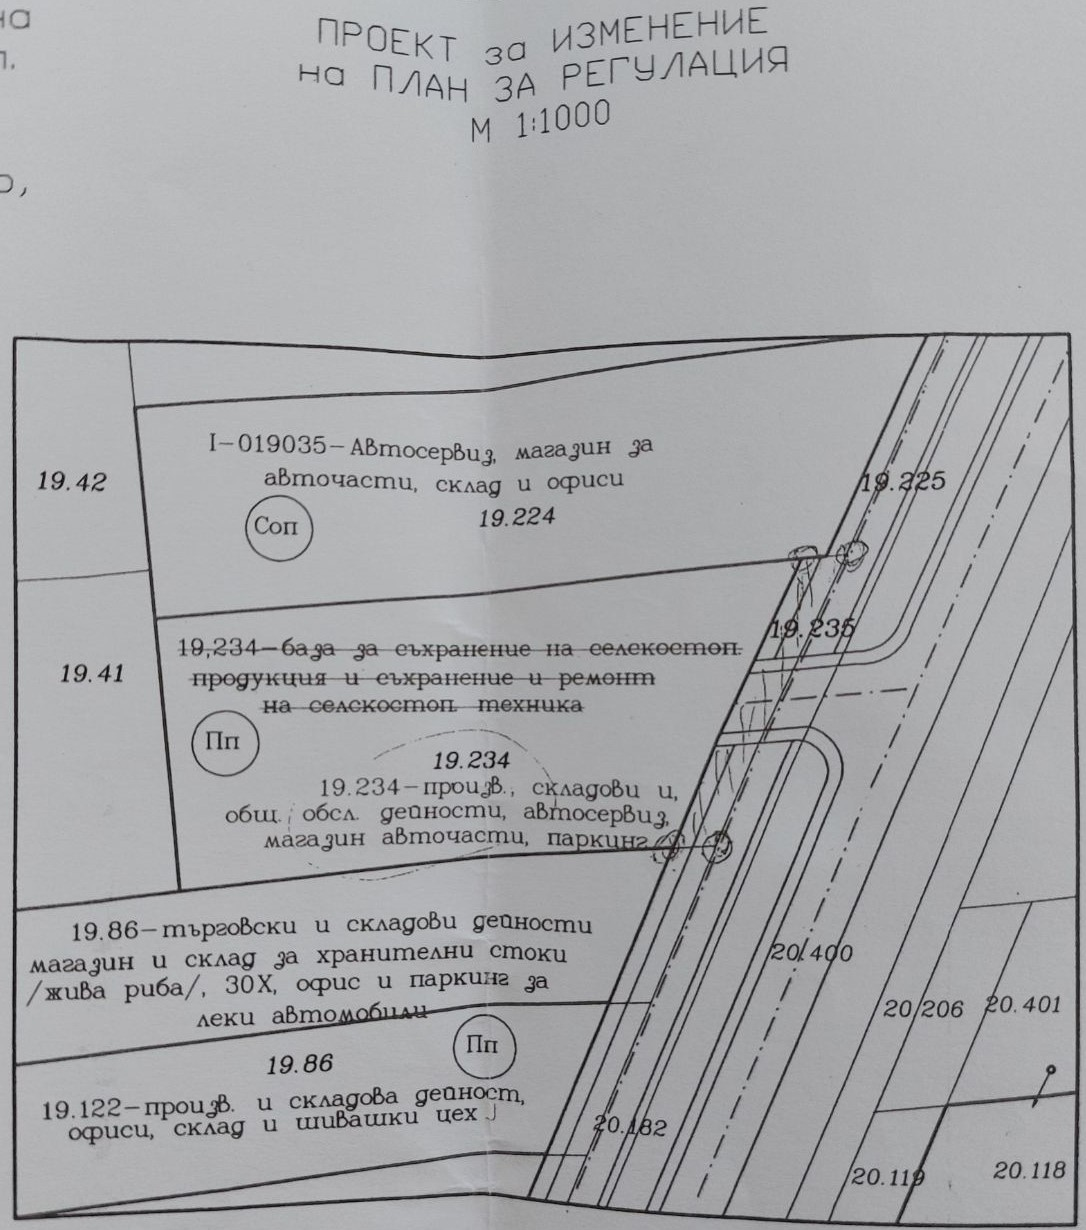 ПРОЕКТ за ИЗМЕНЕНИЕ
на ПЛАН ЗА РЕГУЛАЦИЯ
М 1:1000
I-019035-Автосервиз, магазин за
авточасти, склад и офиси
19.42
19.225
Соп
19.224
19.235
19,234-база за съхранение на селскостоп.
продукция и съхранение и ремонт
на селскостоп. техника
19.41
Пп
19.234
19.234-произв., складови и
общ. обсл. дейности, автосервиз,
магазин авточасти, паркинг
19.86-търговски и складови дейности
магазин и склад за хранителни стоки
/жива риба/, ЗОХ, офис и паркинг за
леки автомобили
20.400
20.206
20.401
Пп
19.86
19.122-произв. и складова дейност,
офиси, склад и шивашки цех
20.182
20.119
20.118